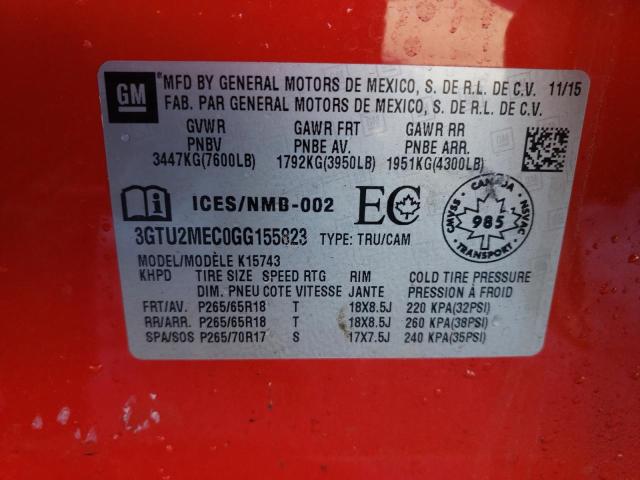 GM
*MFD BY GENERAL MOTORS DE MEXICO, S. DE R.L. DE C.V. 11/15
FAB. PAR GENERAL MOTORS DE MEXICO, S. DE R.L. DE C.V.
GVWR GAWR FRT GAWR RR
PNBV PNBE AV. PNBE ARR.
3447KG(7600LB) 1792KG(3950LB) 1951KG(4300LB)
i ICES/NMB-002 EC
CMVSS - CANADA - NSVAC
985
TRANSPORT
3GTU2MEC0GG155823 TYPE: TRU/CAM
MODEL/MODÈLE K15743
KHPD TIRE SIZE SPEED RTG RIM COLD TIRE PRESSURE
DIM. PNEU COTE VITESSE JANTE PRESSION À FROID
FRT/AV. P265/65R18 T 18X8.5J 220 KPA(32PSI)
RR/ARR. P265/65R18 T 18X8.5J 260 KPA(38PSI)
SPA/SOS P265/70R17 S 17X7.5J 240 KPA(35PSI)